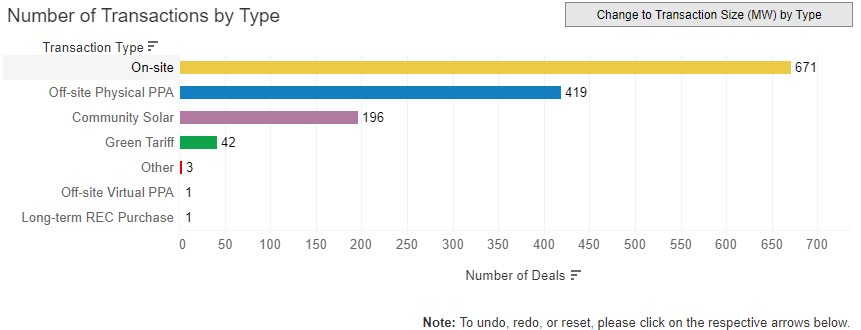 Number of Transactions by Type
Change to Transaction Size (MW) by Type
Transaction Type
On-site 671
Off-site Physical PPA 419
Community Solar 196
Green Tariff 42
Other 3
Off-site Virtual PPA 1
Long-term REC Purchase 1
0 50 100 150 200 250 300 350 400 450 500 550 600 650 700
Number of Deals
Note: To undo, redo, or reset, please click on the respective arrows below.